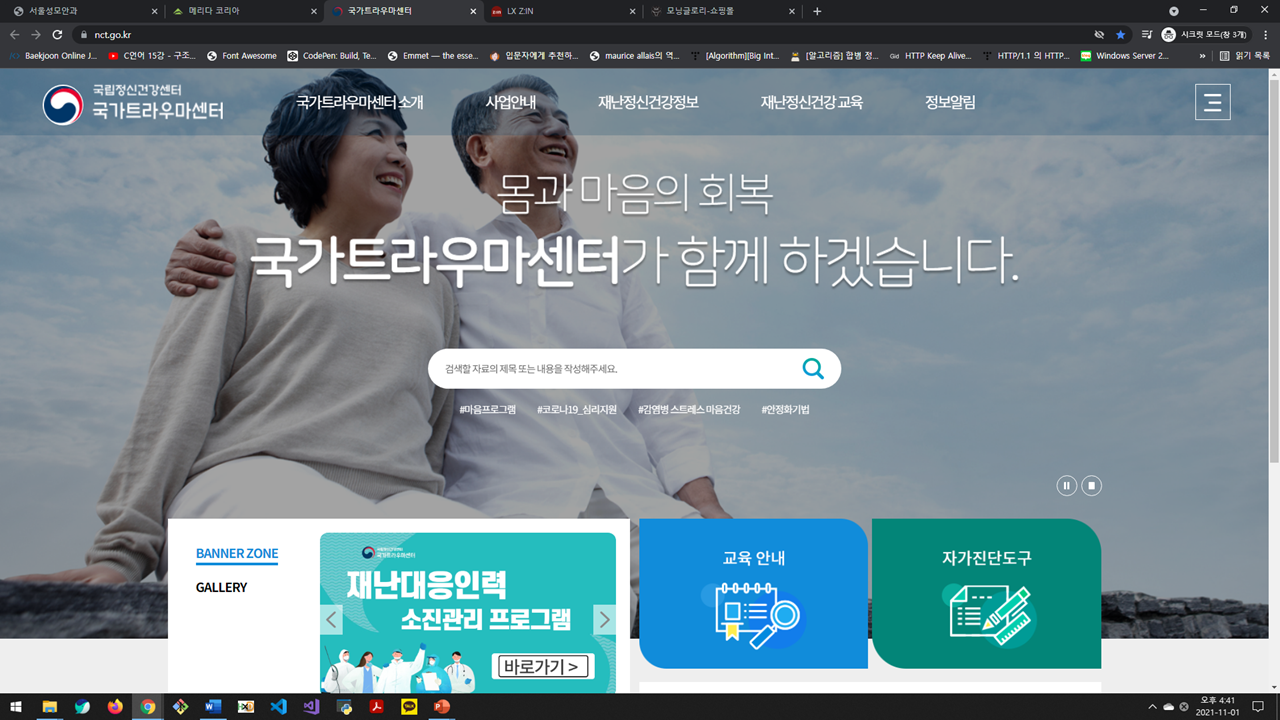 서울성모안과
메디다 코리아
국가트라우마센터
LX Z:IN
모닝글로리-쇼핑몰
nct.go.kr
시크릿 모드(창 3개)
Baekjoon Online J...
C언어 15강 - 구조...
Font Awesome
CodePen: Build, Te...
Emmet — the esse...
입문자에게 추천하...
maurice allais의 역...
[Algorithm][Big Int...
[알고리즘] 합병 정...
HTTP Keep Alive...
HTTP/1.1 의 HTTP...
Windows Server 2...
»
읽기 목록
국립정신건강센터
국가트라우마센터
국가트라우마센터 소개
사업안내
재난정신건강정보
재난정신건강 교육
정보알림
몸과 마음의 회복
국가트라우마센터가 함께 하겠습니다.
검색할 자료의 제목 또는 내용을 작성해주세요.
#마음프로그램
#코로나19_심리지원
#감염병 스트레스 마음건강
#안정화기법
BANNER ZONE
GALLERY
국가트라우마센터
재난대응인력
소진관리 프로그램
바로가기 >
교육 안내
자가진단도구
오후 4:41
2021-11-01